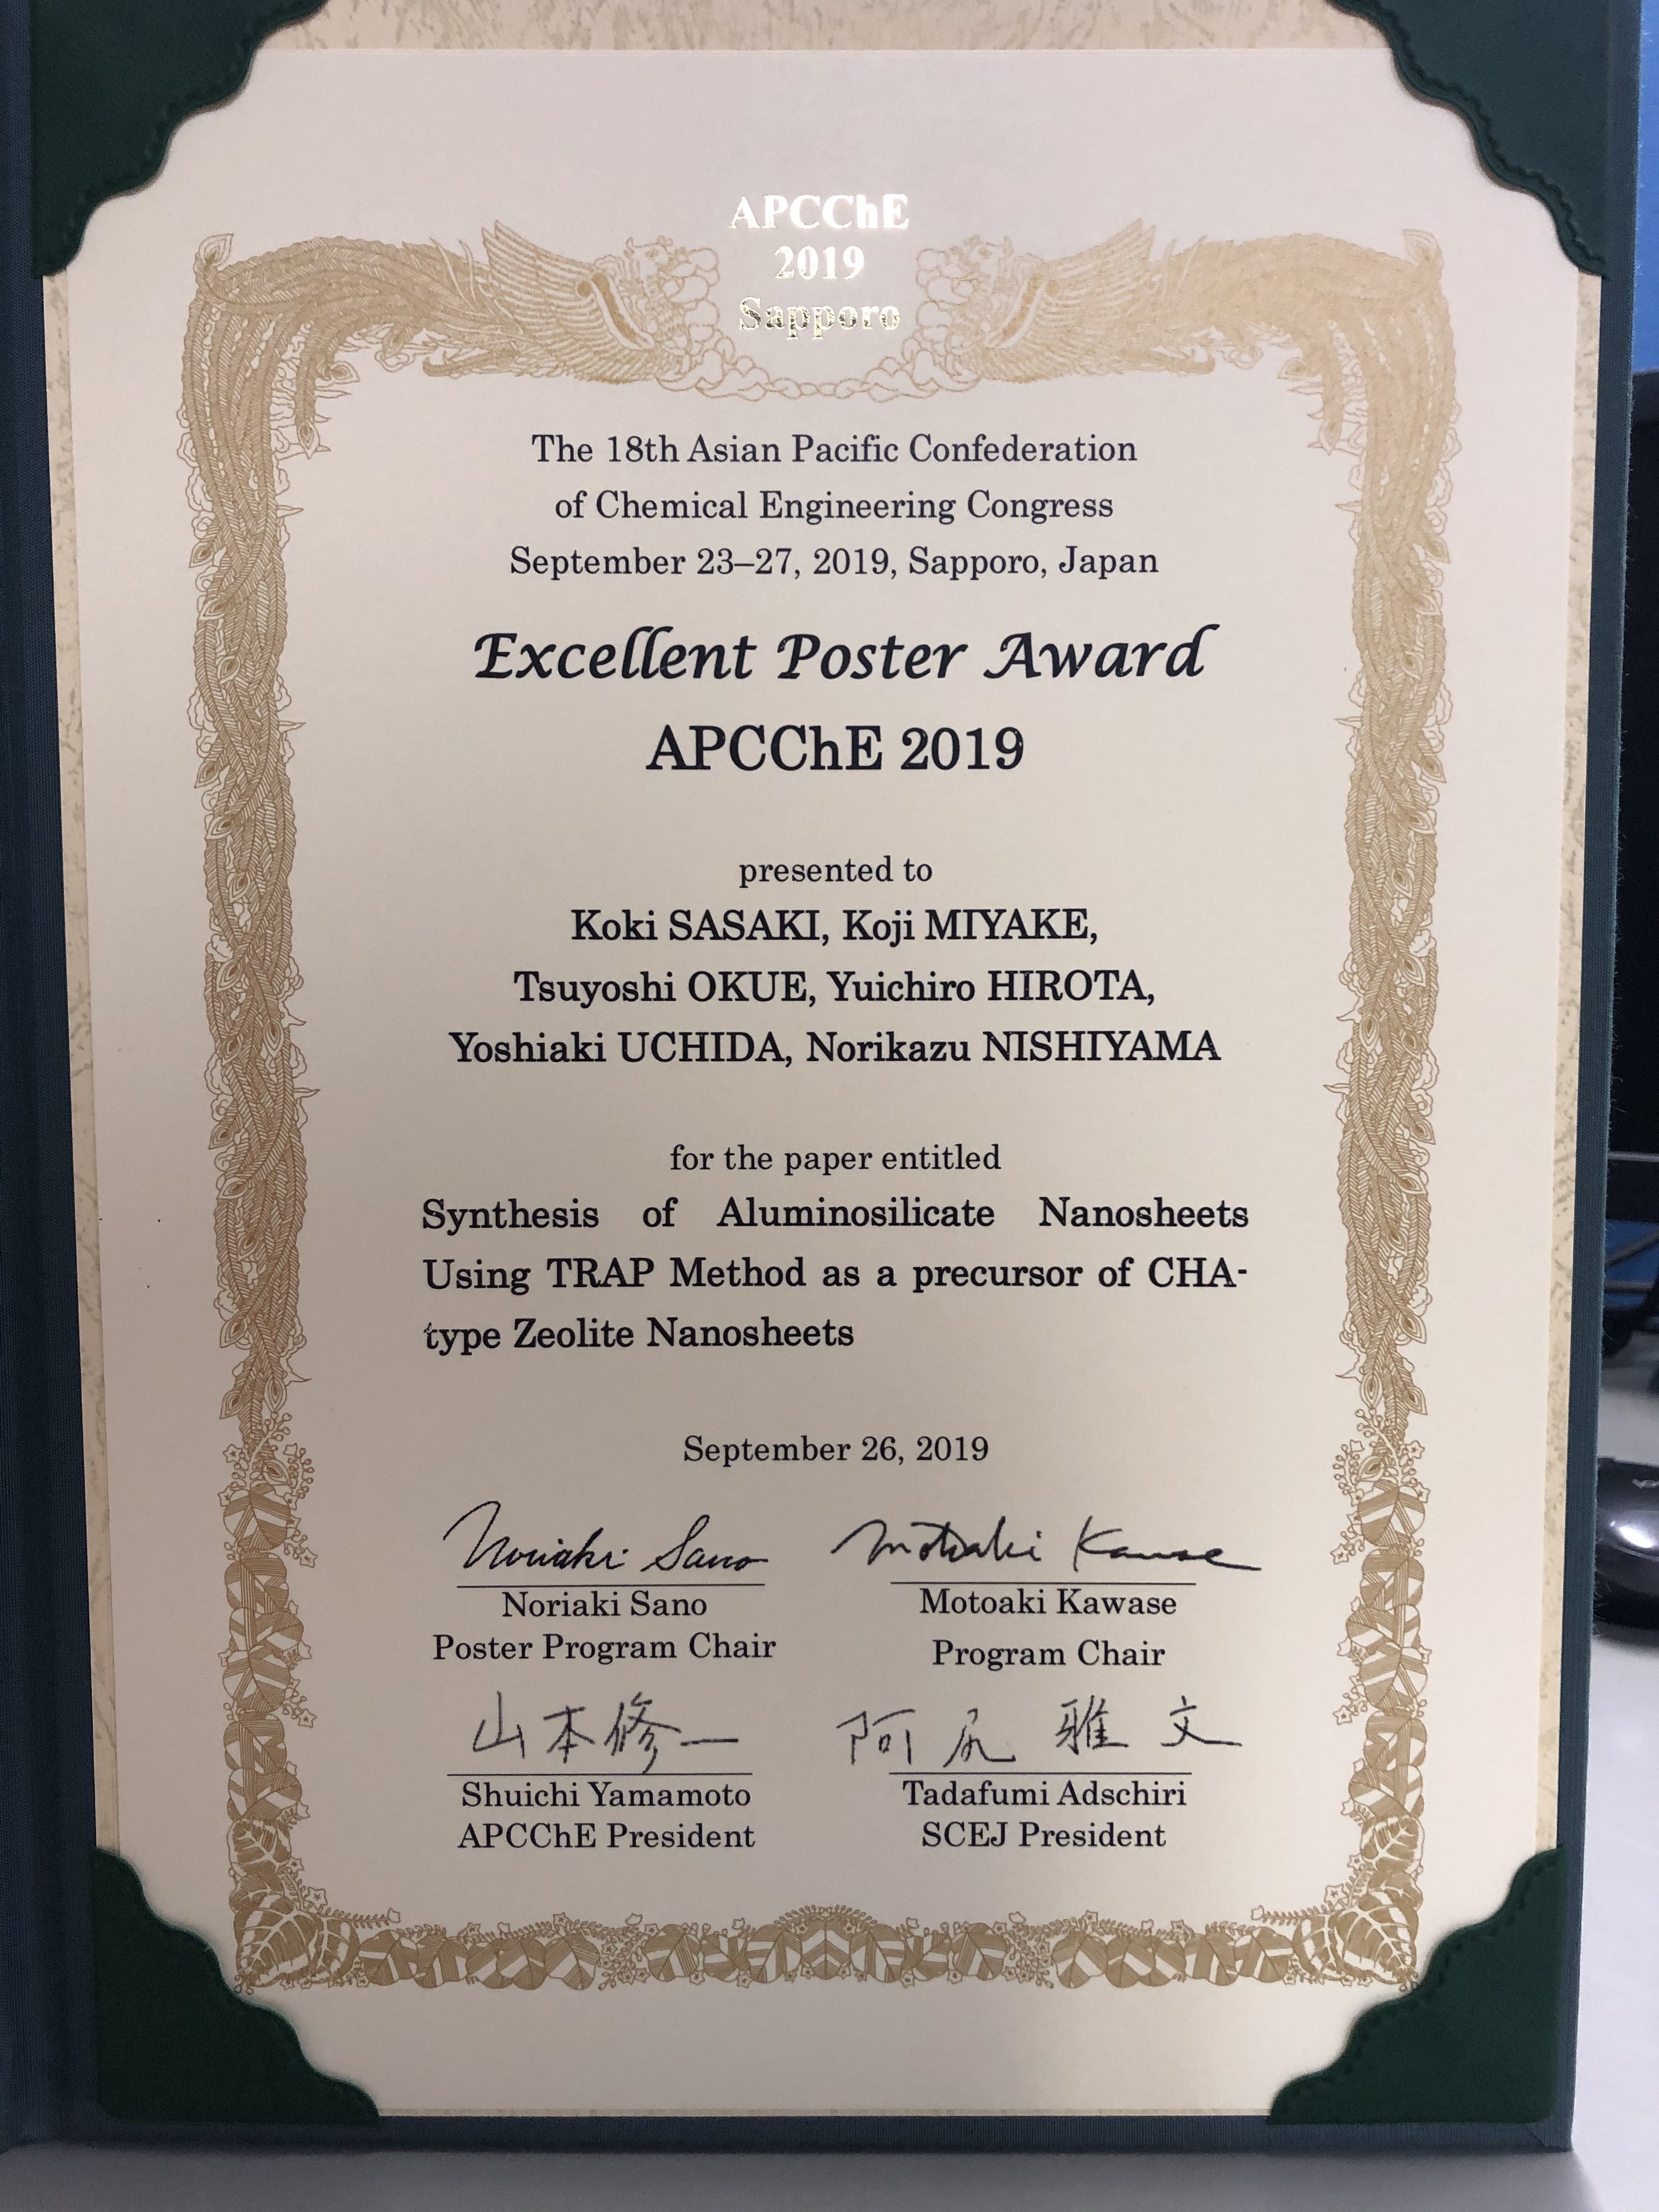 APCChE
2019
Sapporo
The 18th Asian Pacific Confederation
of Chemical Engineering Congress
September 23–27, 2019, Sapporo, Japan
Excellent Poster Award
APCChE 2019
presented to
Koki SASAKI, Koji MIYAKE,
Tsuyoshi OKUE, Yuichiro HIROTA,
Yoshiaki UCHIDA, Norikazu NISHIYAMA
for the paper entitled
Synthesis of Aluminosilicate Nanosheets
Using TRAP Method as a precursor of CHA-
type Zeolite Nanosheets
September 26, 2019
Noriaki Sano Motoaki Kawase
Noriaki Sano Motoaki Kawase
Poster Program Chair Program Chair
山本修一 阿尻 雅文
Shuichi Yamamoto Tadafumi Adschiri
APCChE President SCEJ President